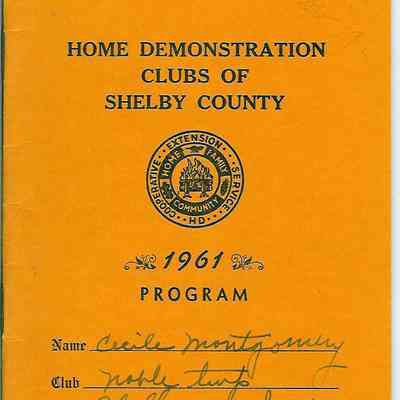 HOME DEMONSTRATION
CLUBS OF
SHELBY COUNTY
COOPERATIVE EXTENSION SERVICE
HOME FAMILY
COMMUNITY
HD
1961
PROGRAM
Name Cecile Montgomery
Club Noble